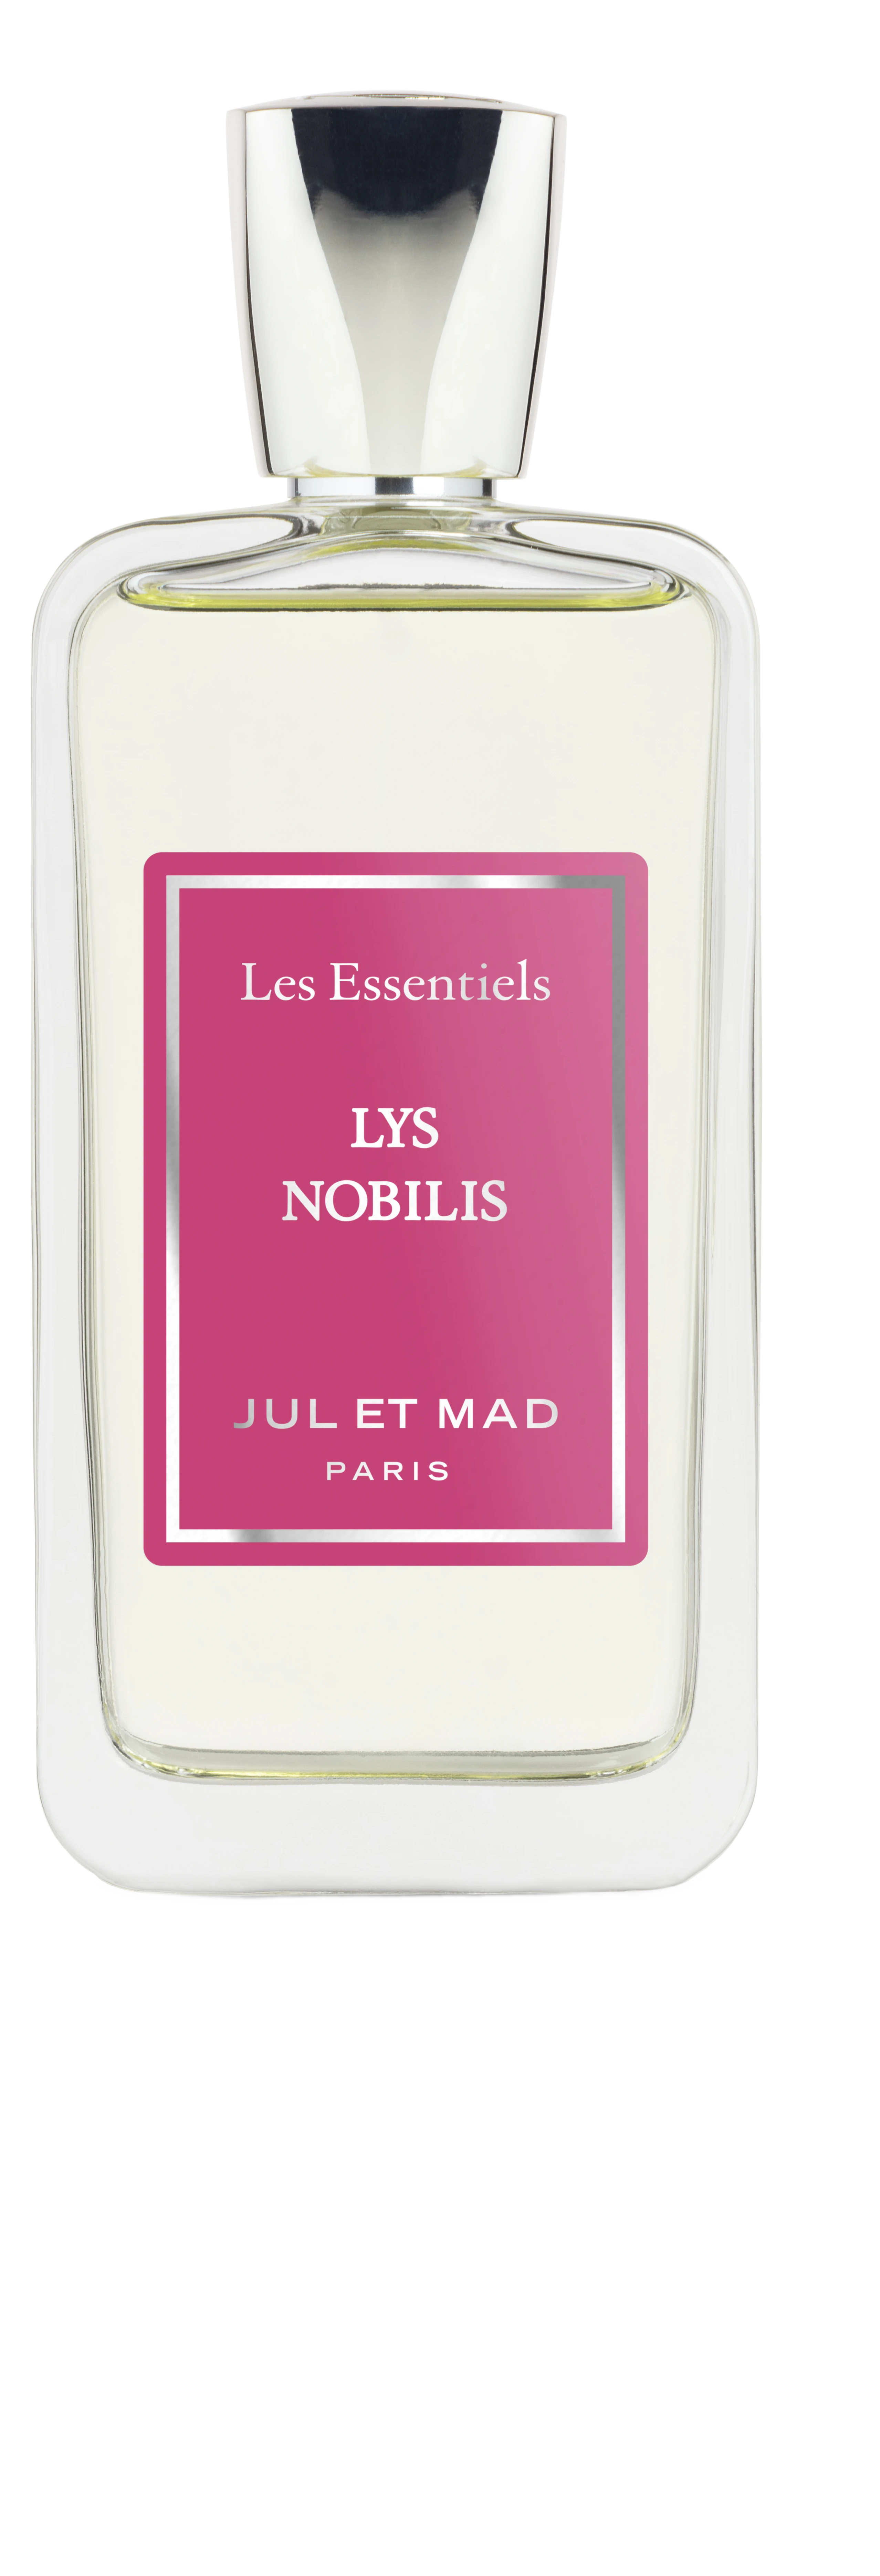 Les Essentiels
LYS
NOBILIS
JUL ET MAD
PARIS